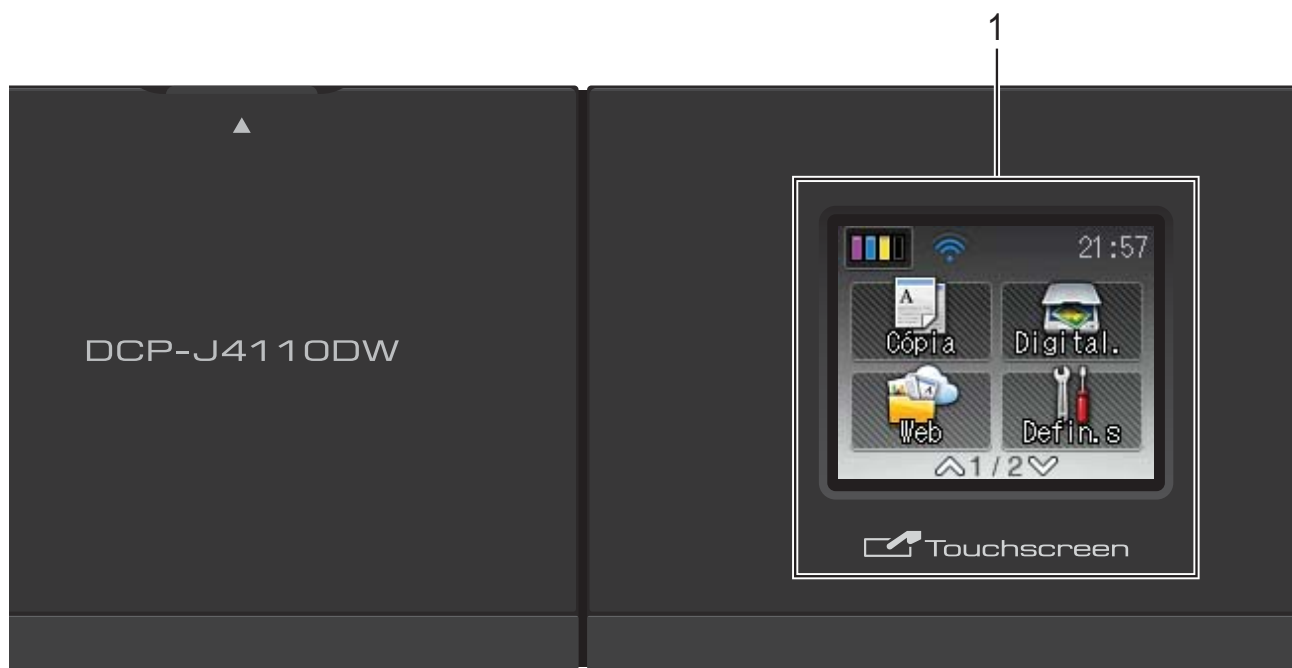 1
21:57
Cópia
Digital.
DCP-J4110DW
Web
Defin.s
1/2
Touchscreen